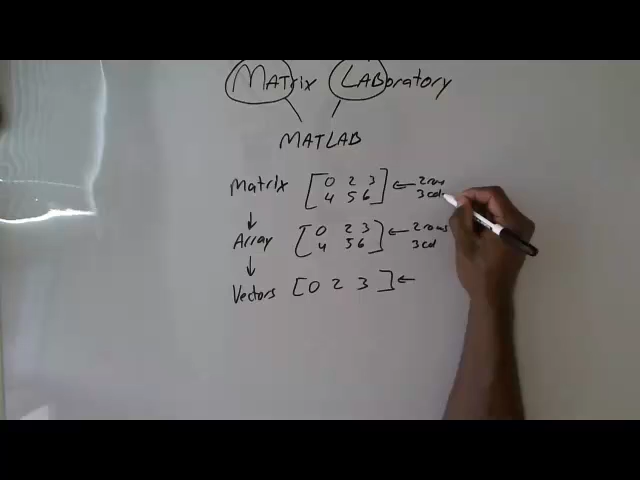 MATrix LABoratory
MATLAB
Matrix [ 0 2 3 ← 2 rows
4 5 6 ] 3 col
↓
Array [ 0 2 3 ← 2 rows
4 5 6 ] 3 col
↓
Vectors [ 0 2 3 ] ←